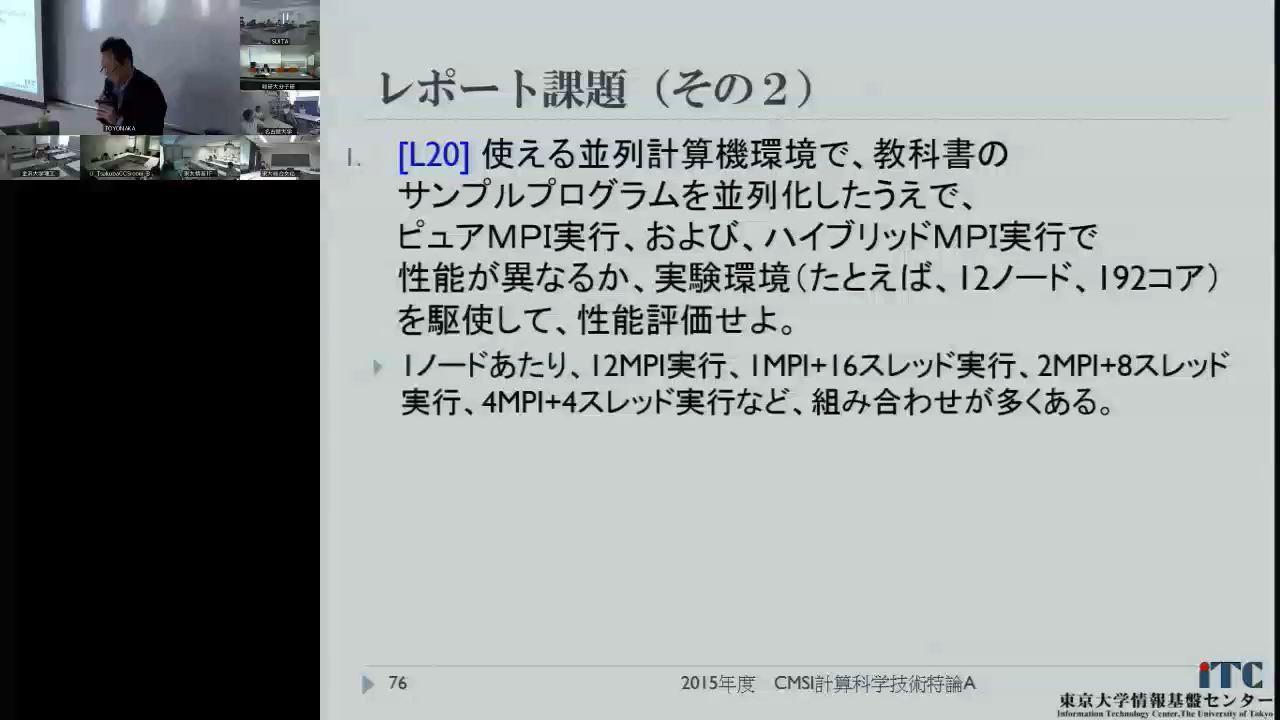 SUITA
TOYONAKA
名古屋大学
U_TsukubaCCSroom_B
レポート課題（その２）
1. [L20] 使える並列計算機環境で、教科書の
サンプルプログラムを並列化したうえで、
ピュアMPI実行、および、ハイブリッドMPI実行で
性能が異なるか、実験環境（たとえば、12ノード、192コア）
を駆使して、性能評価せよ。
1ノードあたり、12MPI実行、1MPI+16スレッド実行、2MPI+8スレッド
実行、4MPI+4スレッド実行など、組み合わせが多くある。
76
2015年度　CMSI計算科学技術特論A
iTC
東京大学情報基盤センター
Information Technology Center,The University of Tokyo